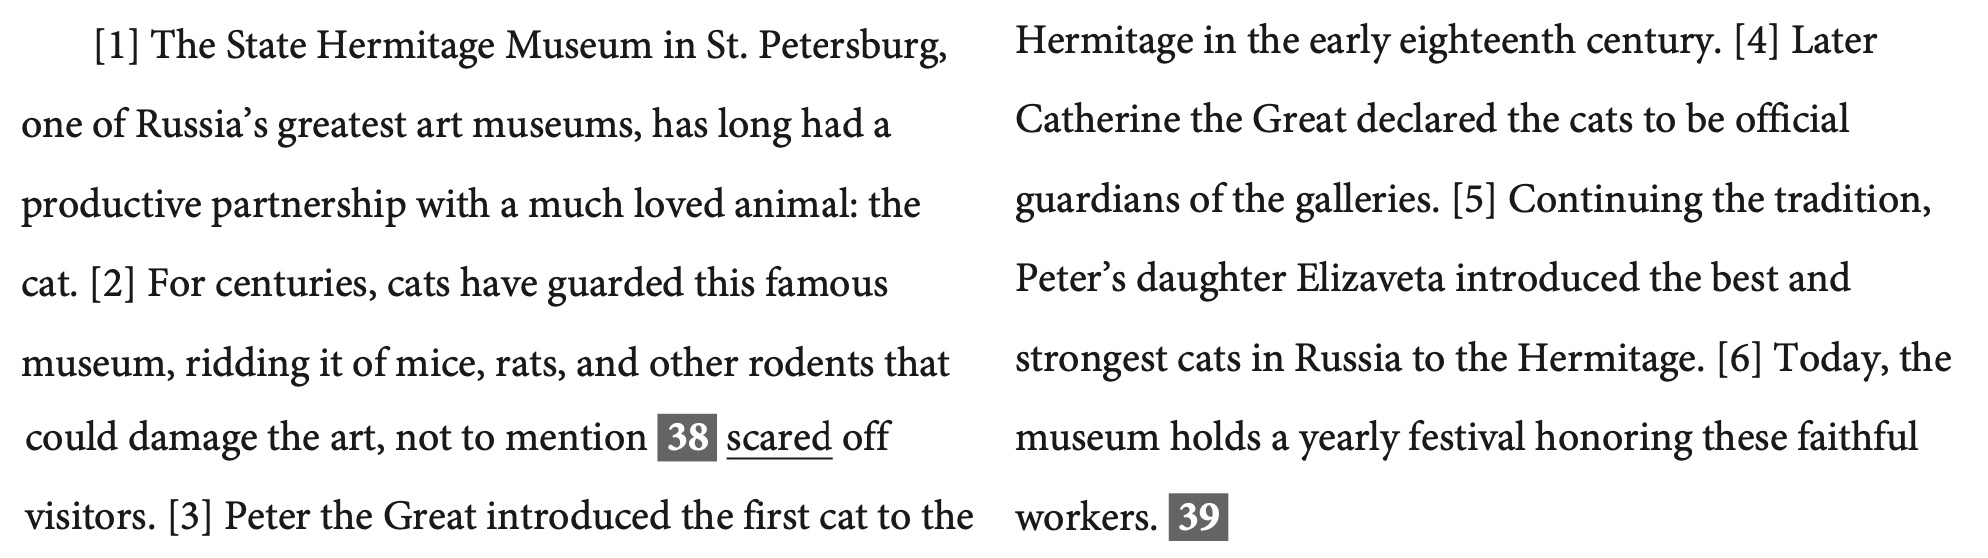 [1] The State Hermitage Museum in St. Petersburg,
one of Russia’s greatest art museums, has long had a
productive partnership with a much loved animal: the
cat. [2] For centuries, cats have guarded this famous
museum, ridding it of mice, rats, and other rodents that
could damage the art, not to mention 38 scared off
visitors. [3] Peter the Great introduced the first cat to the
Hermitage in the early eighteenth century. [4] Later
Catherine the Great declared the cats to be official
guardians of the galleries. [5] Continuing the tradition,
Peter’s daughter Elizaveta introduced the best and
strongest cats in Russia to the Hermitage. [6] Today, the
museum holds a yearly festival honoring these faithful
workers. 39